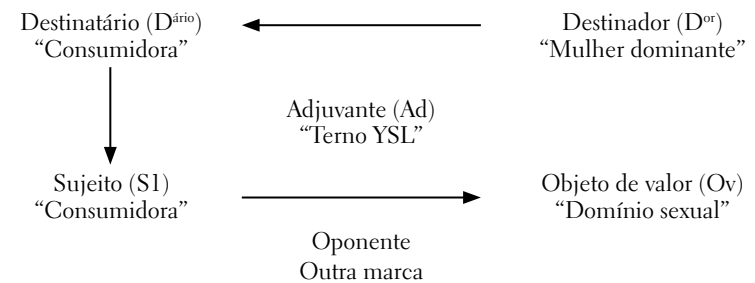 Destinatário (Dário)
“Consumidora”
Destinador (Dor)
“Mulher dominante”
Adjuvante (Ad)
“Terno YSL”
Sujeito (S1)
“Consumidora”
Objeto de valor (Ov)
“Domínio sexual”
Oponente
Outra marca